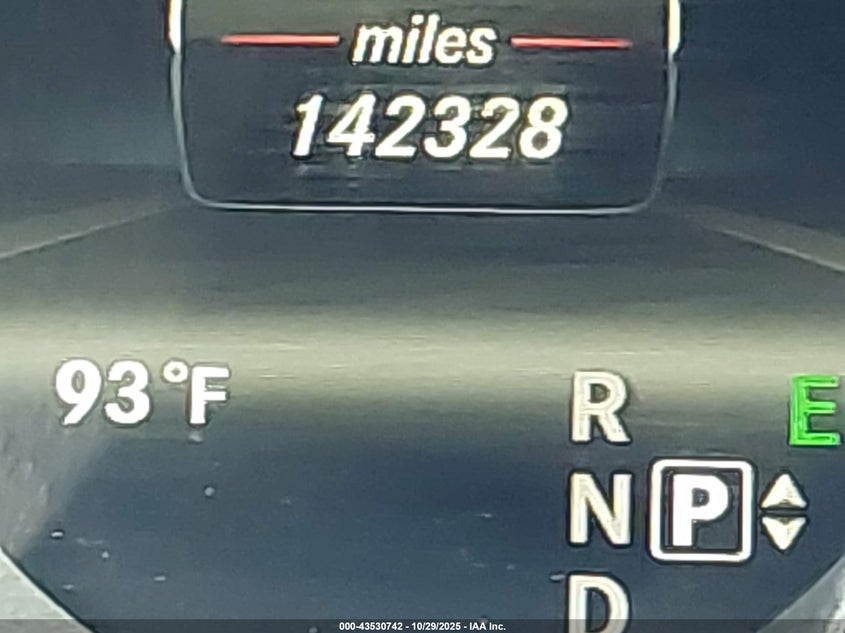 miles
142328
93°F
R
E
N P
D
000-43530742 - 10/29/2025 - IAA Inc.